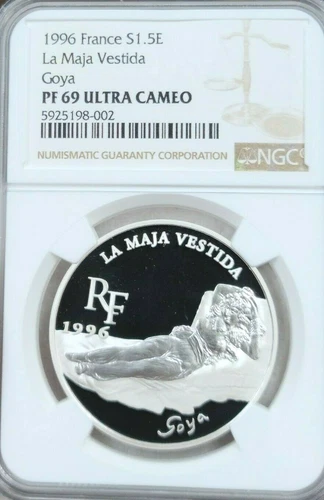 1996 France S1.5E
La Maja Vestida
Goya
PF 69 ULTRA CAMEO
5925198-002
NUMISMATIC GUARANTY CORPORATION
NGC
LA MAJA VESTIDA
RF
1996
Goya